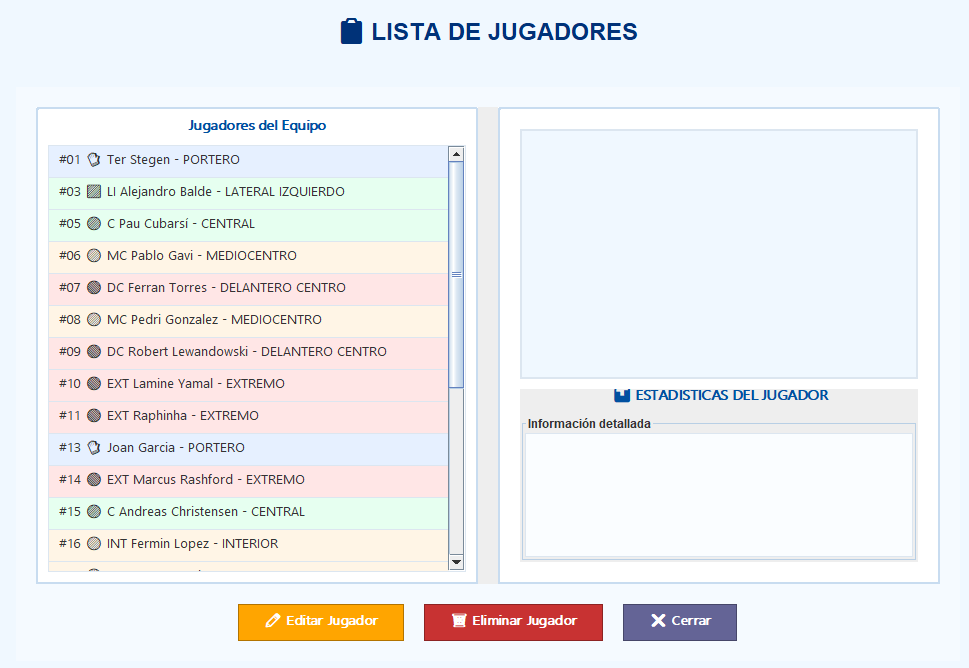 LISTA DE JUGADORES
Jugadores del Equipo
#01 Ter Stegen - PORTERO
#03 LI Alejandro Balde - LATERAL IZQUIERDO
#05 C Pau Cubarsí - CENTRAL
#06 MC Pablo Gavi - MEDIOCENTRO
#07 DC Ferran Torres - DELANTERO CENTRO
#08 MC Pedri Gonzalez - MEDIOCENTRO
#09 DC Robert Lewandowski - DELANTERO CENTRO
#10 EXT Lamine Yamal - EXTREMO
#11 EXT Raphinha - EXTREMO
#13 Joan Garcia - PORTERO
#14 EXT Marcus Rashford - EXTREMO
#15 C Andreas Christensen - CENTRAL
#16 INT Fermin Lopez - INTERIOR
ESTADISTICAS DEL JUGADOR
Información detallada
Editar Jugador
Eliminar Jugador
Cerrar